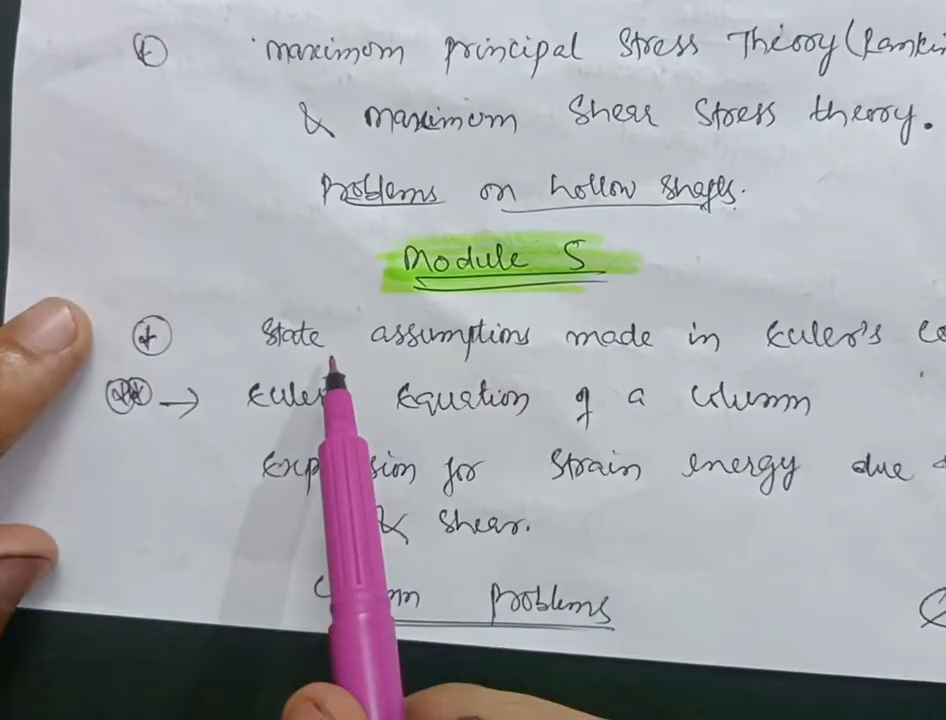 maximum principal stress Theory (Rankin
& maximum shear stress theory.
Problems on hollow shafts.
Module 5
State assumptions made in Euler's
Euler Equation of a column
for strain energy due
& shear.
Problems